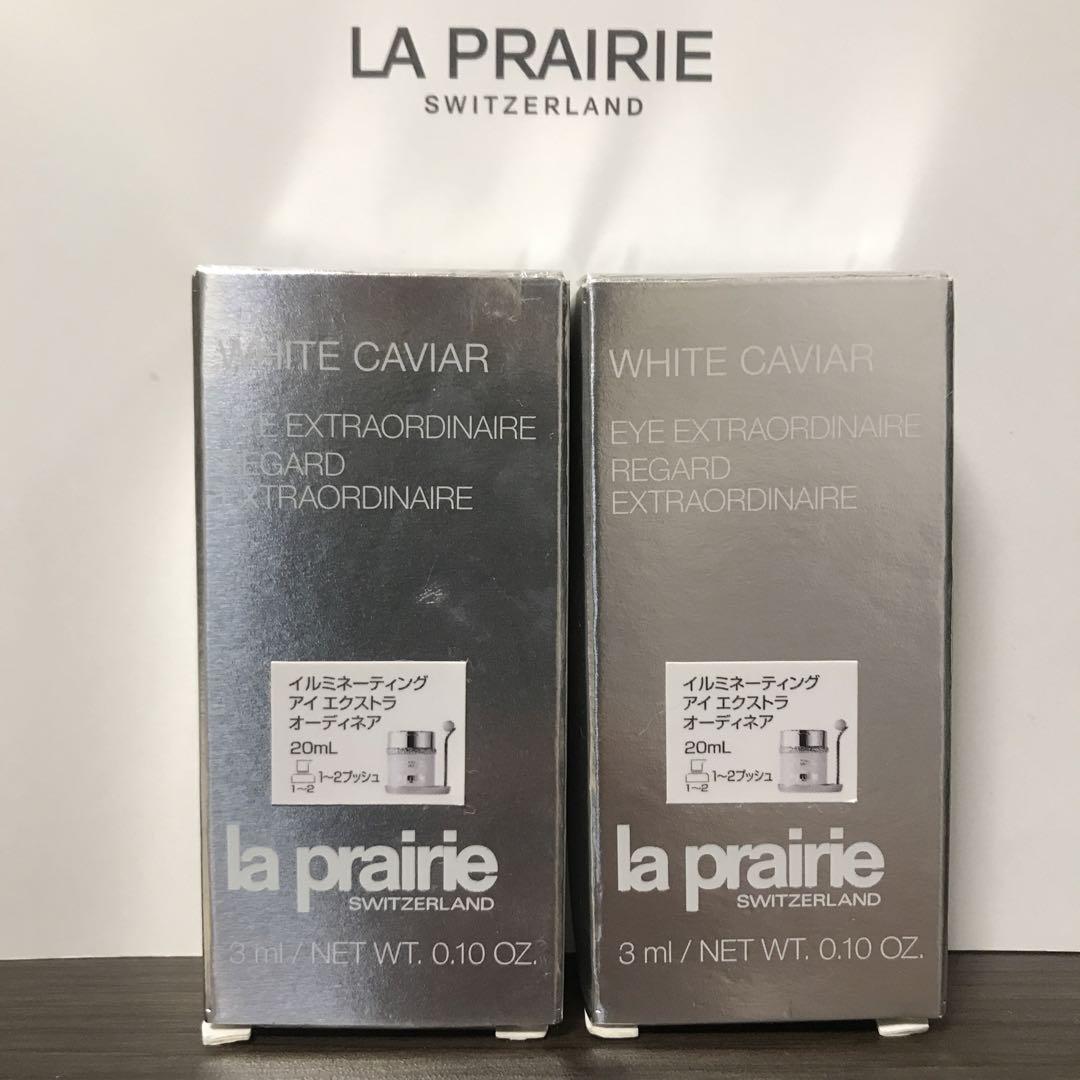 LA PRAIRIE
SWITZERLAND
WHITE CAVIAR
EYE EXTRAORDINAIRE
REGARD
EXTRAORDINAIRE
イルミネーティング
アイ エクストラ
オーディネア
20mL
1〜2プッシュ
1〜2
la prairie
SWITZERLAND
3 ml / NET WT. 0.10 OZ.
WHITE CAVIAR
EYE EXTRAORDINAIRE
REGARD
EXTRAORDINAIRE
イルミネーティング
アイ エクストラ
オーディネア
20mL
1〜2プッシュ
1〜2
la prairie
SWITZERLAND
3 ml / NET WT. 0.10 OZ.